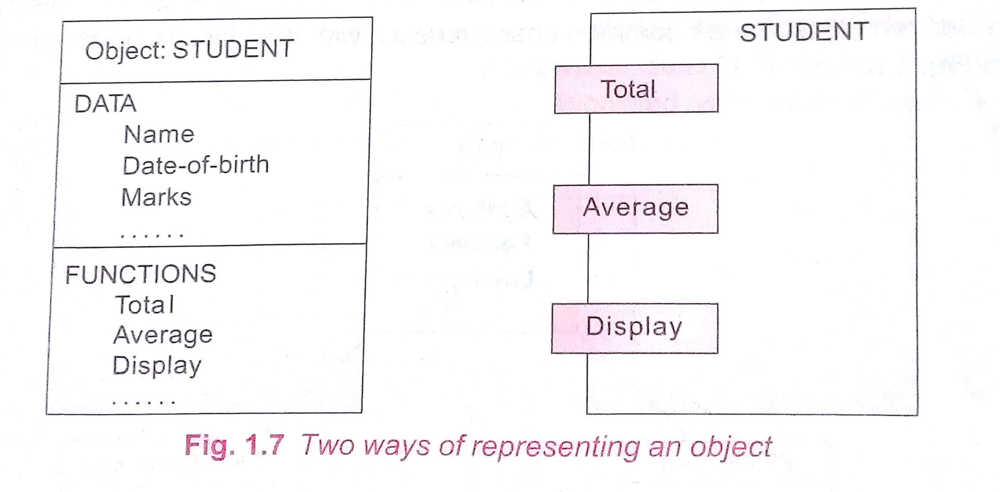 Object: STUDENT
DATA
Name
Date-of-birth
Marks
......
FUNCTIONS
Total
Average
Display
......
STUDENT
Total
Average
Display
Fig. 1.7 Two ways of representing an object